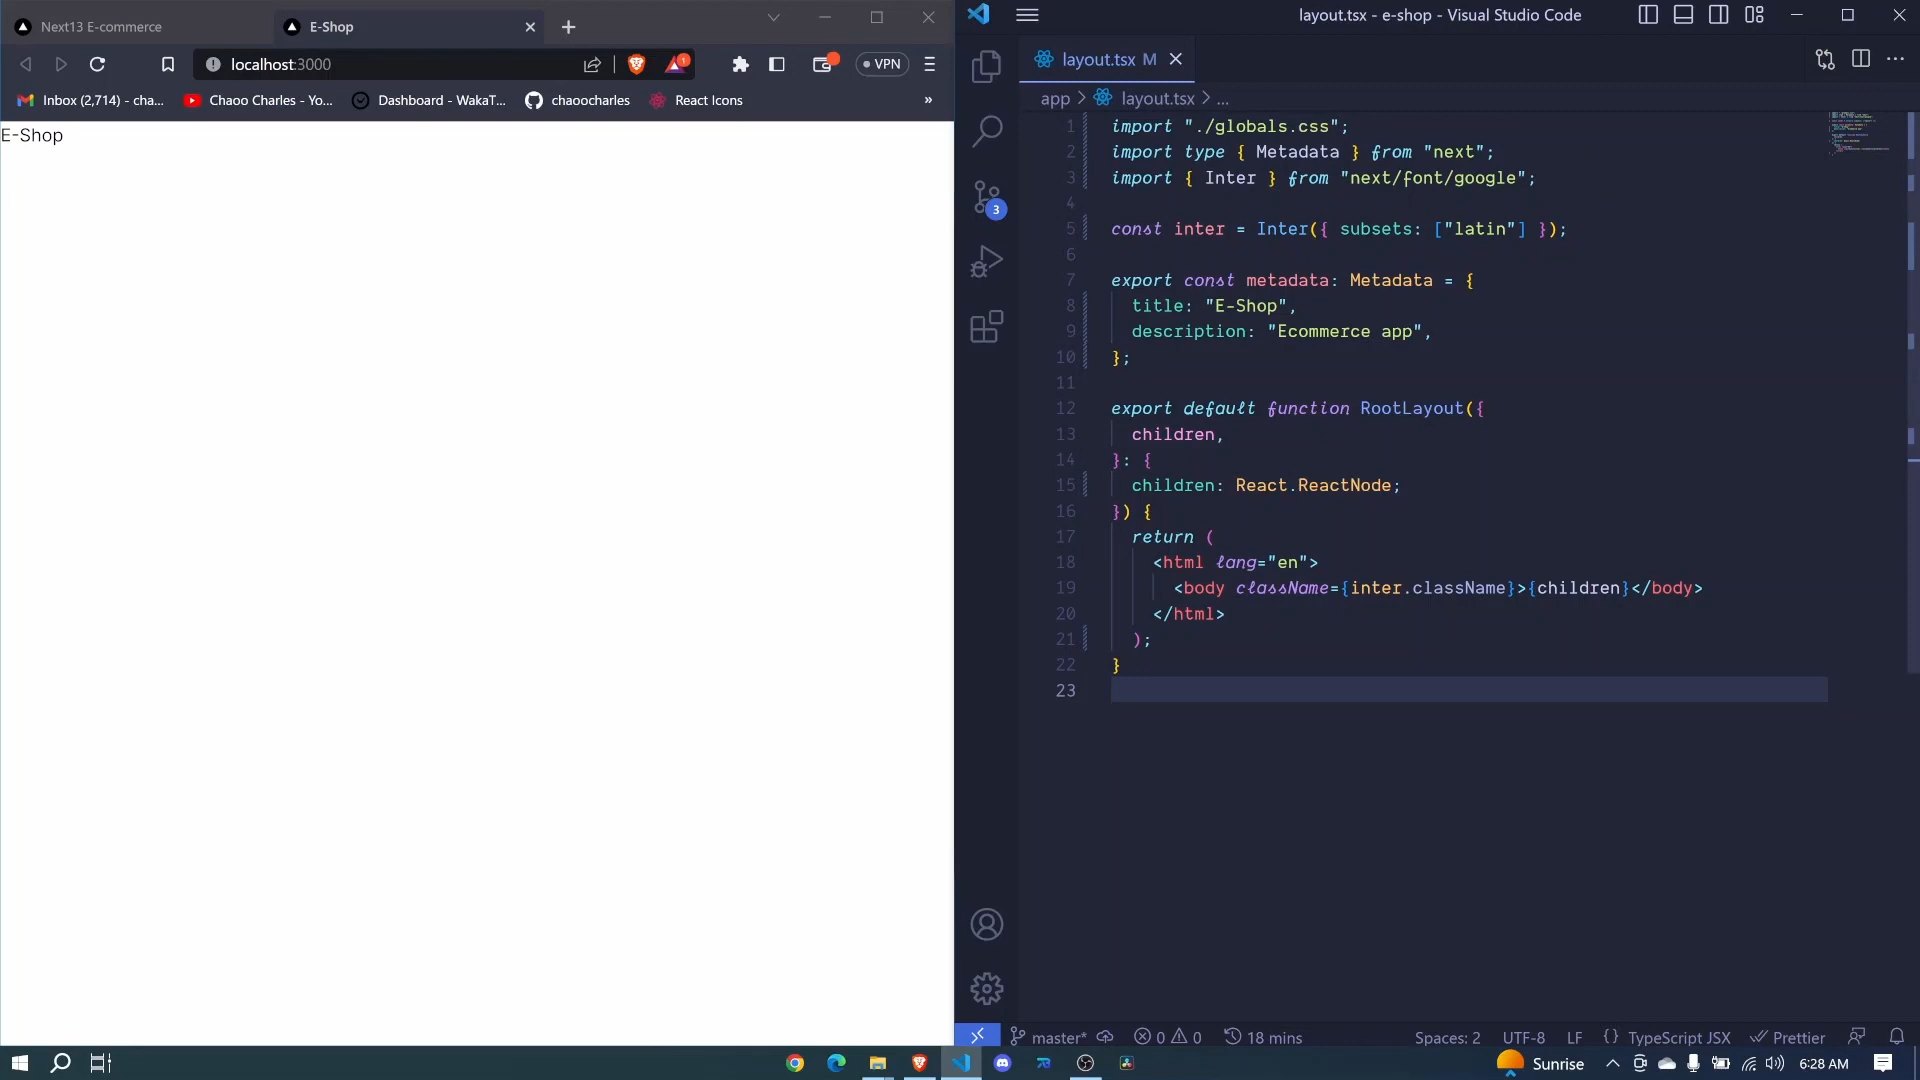 Next13 E-commerce
E-Shop
localhost:3000
1
VPN
Inbox (2,714) - cha...
Chaoo Charles - Yo...
Dashboard - WakaT...
chaoocharles
React Icons
»
E-Shop
layout.tsx - e-shop - Visual Studio Code
layout.tsx M
app > layout.tsx > ...
3
1 import "./globals.css";
2 import type { Metadata } from "next";
3 import { Inter } from "next/font/google";
4
5 const inter = Inter({ subsets: ["latin"] });
6
7 export const metadata: Metadata = {
8 title: "E-Shop",
9 description: "Ecommerce app",
10 };
11
12 export default function RootLayout({
13 children,
14 }: {
15 children: React.ReactNode;
16 }) {
17 return (
18 <html lang="en">
19 <body className={inter.className}>{children}</body>
20 </html>
21 );
22 }
23
master* 0 0 18 mins Spaces: 2 UTF-8 LF {} TypeScript JSX Prettier
Sunrise 6:28 AM